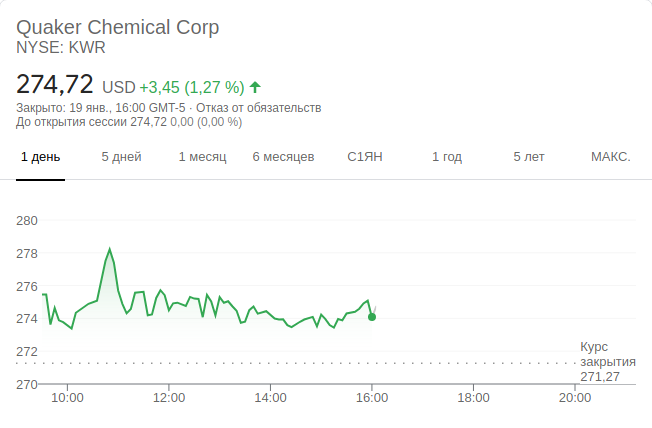 Quaker Chemical Corp
NYSE: KWR
274,72 USD +3,45 (1,27 %)
Закрыто: 19 янв., 16:00 GMT-5 · Отказ от обязательств
До открытия сессии 274,72 0,00 (0,00 %)
1 день 5 дней 1 месяц 6 месяцев С1ЯН 1 год 5 лет МАКС.
280
278
276
274
272
Курс
закрытия
271,27
270
10:00 12:00 14:00 16:00 18:00 20:00